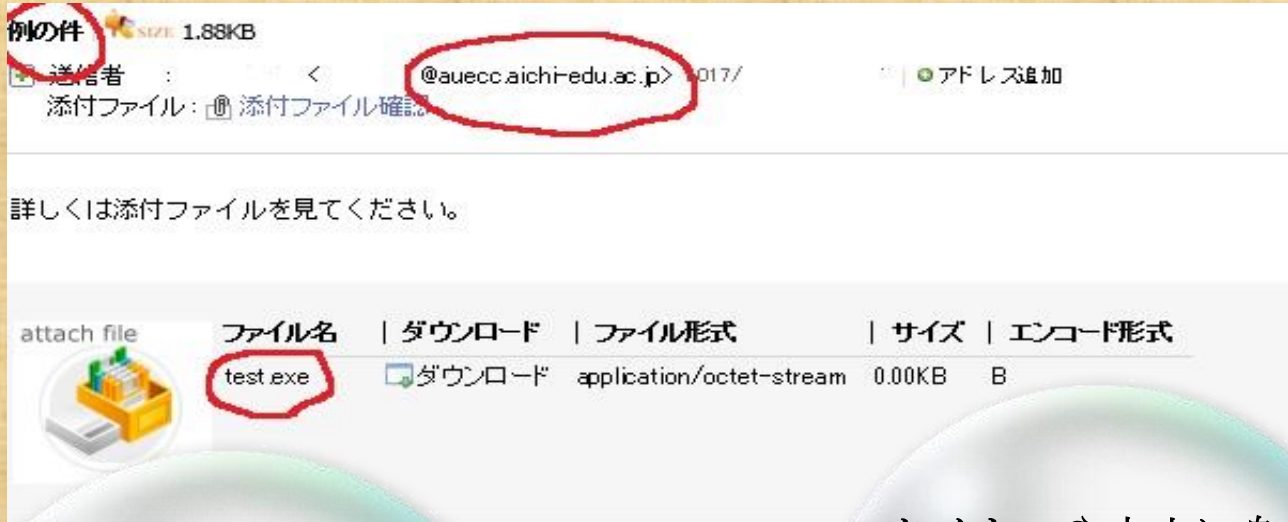 例の件 SIZE 1.88KB
送信者 : < @auecc.aichi-edu.ac.jp> 2017/ アドレス追加
添付ファイル : 添付ファイル確認
詳しくは添付ファイルを見てください。
attach file
ファイル名 | ダウンロード | ファイル形式 | サイズ | エンコード形式
test.exe ダウンロード application/octet-stream 0.00KB B